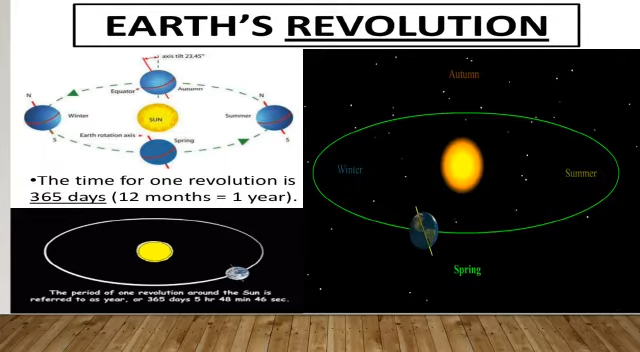 EARTH'S REVOLUTION
axis tilt 23,45°
N
Equator
Autumn
N
Winter
SUN
Summer
Earth rotation axis
S
Spring
S
•The time for one revolution is
365 days (12 months = 1 year).
The period of one revolution around the Sun is
referred to as year, or 365 days 5 hr 48 min 46 sec.
Autumn
Winter
Summer
Spring